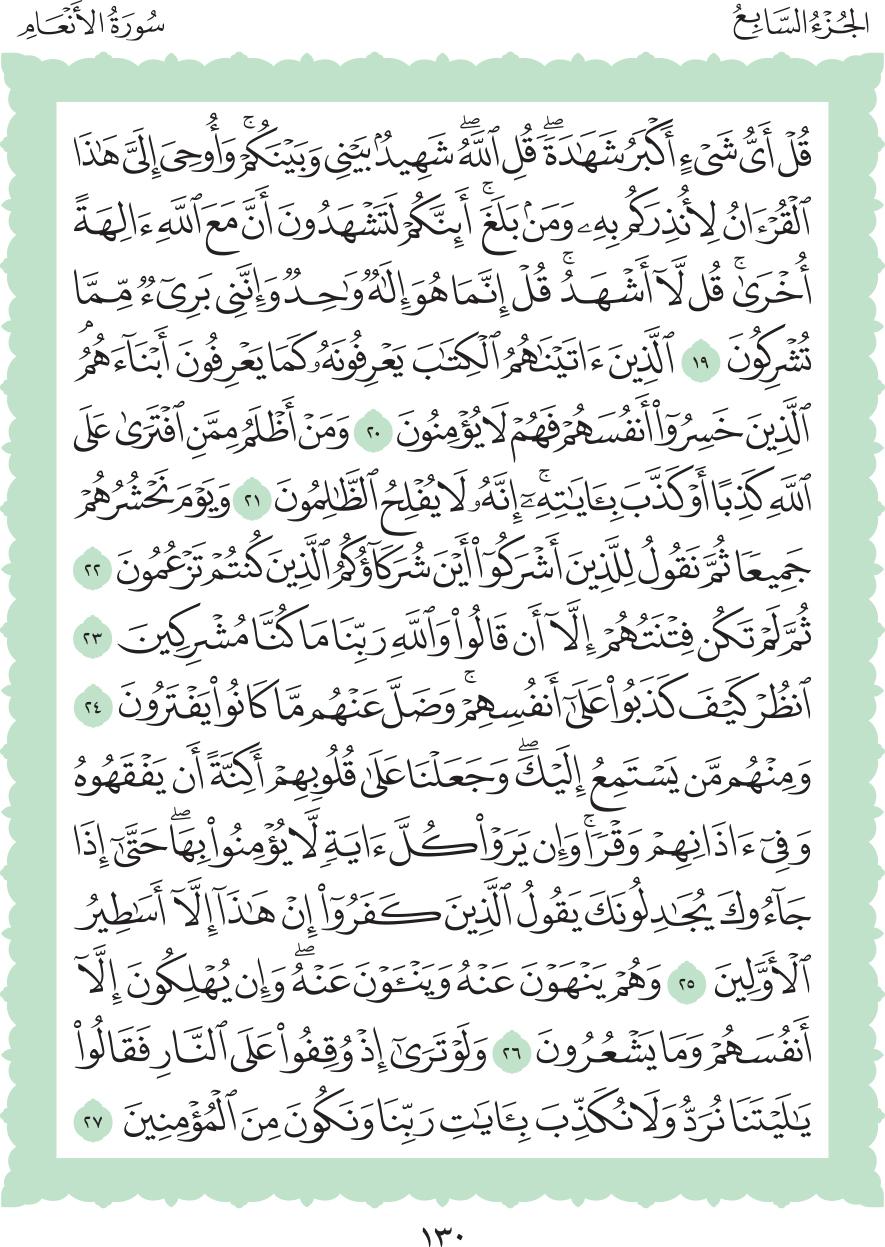 الجُزْءُ السَّابِعُ
سُورَةُ الأَنْعَامِ
قُلۡ أَيُّ شَيۡءٍ أَكۡبَرُ شَهَٰدَةٗۖ قُلِ ٱللَّهُۖ شَهِيدُۢ بَيۡنِي وَبَيۡنَكُمۡۚ وَأُوحِيَ إِلَيَّ هَٰذَا
ٱلۡقُرۡءَانُ لِأُنذِرَكُم بِهِۦ وَمَنۢ بَلَغَۚ أَئِنَّكُمۡ لَتَشۡهَدُونَ أَنَّ مَعَ ٱللَّهِ ءَالِهَةً
أُخۡرَىٰۚ قُل لَّآ أَشۡهَدُۚ قُلۡ إِنَّمَا هُوَ إِلَٰهٞ وَٰحِدٞ وَإِنَّنِي بَرِيٓءٞ مِّمَّا
تُشۡرِكُونَ ١٩ ٱلَّذِينَ ءَاتَيۡنَٰهُمُ ٱلۡكِتَٰبَ يَعۡرِفُونَهُۥ كَمَا يَعۡرِفُونَ أَبۡنَآءَهُمُۘ
ٱلَّذِينَ خَسِرُوٓاْ أَنفُسَهُمۡ فَهُمۡ لَا يُؤۡمِنُونَ ٢٠ وَمَنۡ أَظۡلَمُ مِمَّنِ ٱفۡتَرَىٰ عَلَى
ٱللَّهِ كَذِبًا أَوۡ كَذَّبَ بِـَٔايَٰتِهِۦٓۚ إِنَّهُۥ لَا يُفۡلِحُ ٱلظَّٰلِمُونَ ٢١ وَيَوۡمَ نَحۡشُرُهُمۡ
جَمِيعٗا ثُمَّ نَقُولُ لِلَّذِينَ أَشۡرَكُوٓاْ أَيۡنَ شُرَكَآؤُكُمُ ٱلَّذِينَ كُنتُمۡ تَزۡعُمُونَ ٢٢
ثُمَّ لَمۡ تَكُن فِتۡنَتُهُمۡ إِلَّآ أَن قَالُواْ وَٱللَّهِ رَبِّنَا مَا كُنَّا مُشۡرِكِينَ ٢٣
ٱنظُرۡ كَيۡفَ كَذَبُواْ عَلَىٰٓ أَنفُسِهِمۡۚ وَضَلَّ عَنۡهُم مَّا كَانُواْ يَفۡتَرُونَ ٢٤
وَمِنۡهُم مَّن يَسۡتَمِعُ إِلَيۡكَۖ وَجَعَلۡنَا عَلَىٰ قُلُوبِهِمۡ أَكِنَّةً أَن يَفۡقَهُوهُ
وَفِيٓ ءَاذَانِهِمۡ وَقۡرٗاۚ وَإِن يَرَوۡاْ كُلَّ ءَايَةٖ لَّا يُؤۡمِنُواْ بِهَاۖ حَتَّىٰٓ إِذَا
جَآءُوكَ يُجَٰدِلُونَكَ يَقُولُ ٱلَّذِينَ كَفَرُوٓاْ إِنۡ هَٰذَآ إِلَّآ أَسَٰطِيرُ
ٱلۡأَوَّلِينَ ٢٥ وَهُمۡ يَنۡهَوۡنَ عَنۡهُ وَيَنۡـَٔوۡنَ عَنۡهُۖ وَإِن يُهۡلِكُونَ إِلَّآ
أَنفُسَهُمۡ وَمَا يَشۡعُرُونَ ٢٦ وَلَوۡ تَرَىٰٓ إِذۡ وُقِفُواْ عَلَى ٱلنَّارِ فَقَالُواْ
يَٰلَيۡتَنَا نُرَدُّ وَلَا نُكَذِّبَ بِـَٔايَٰتِ رَبِّنَا وَنَكُونَ مِنَ ٱلۡمُؤۡمِنِينَ ٢٧
١٣٠